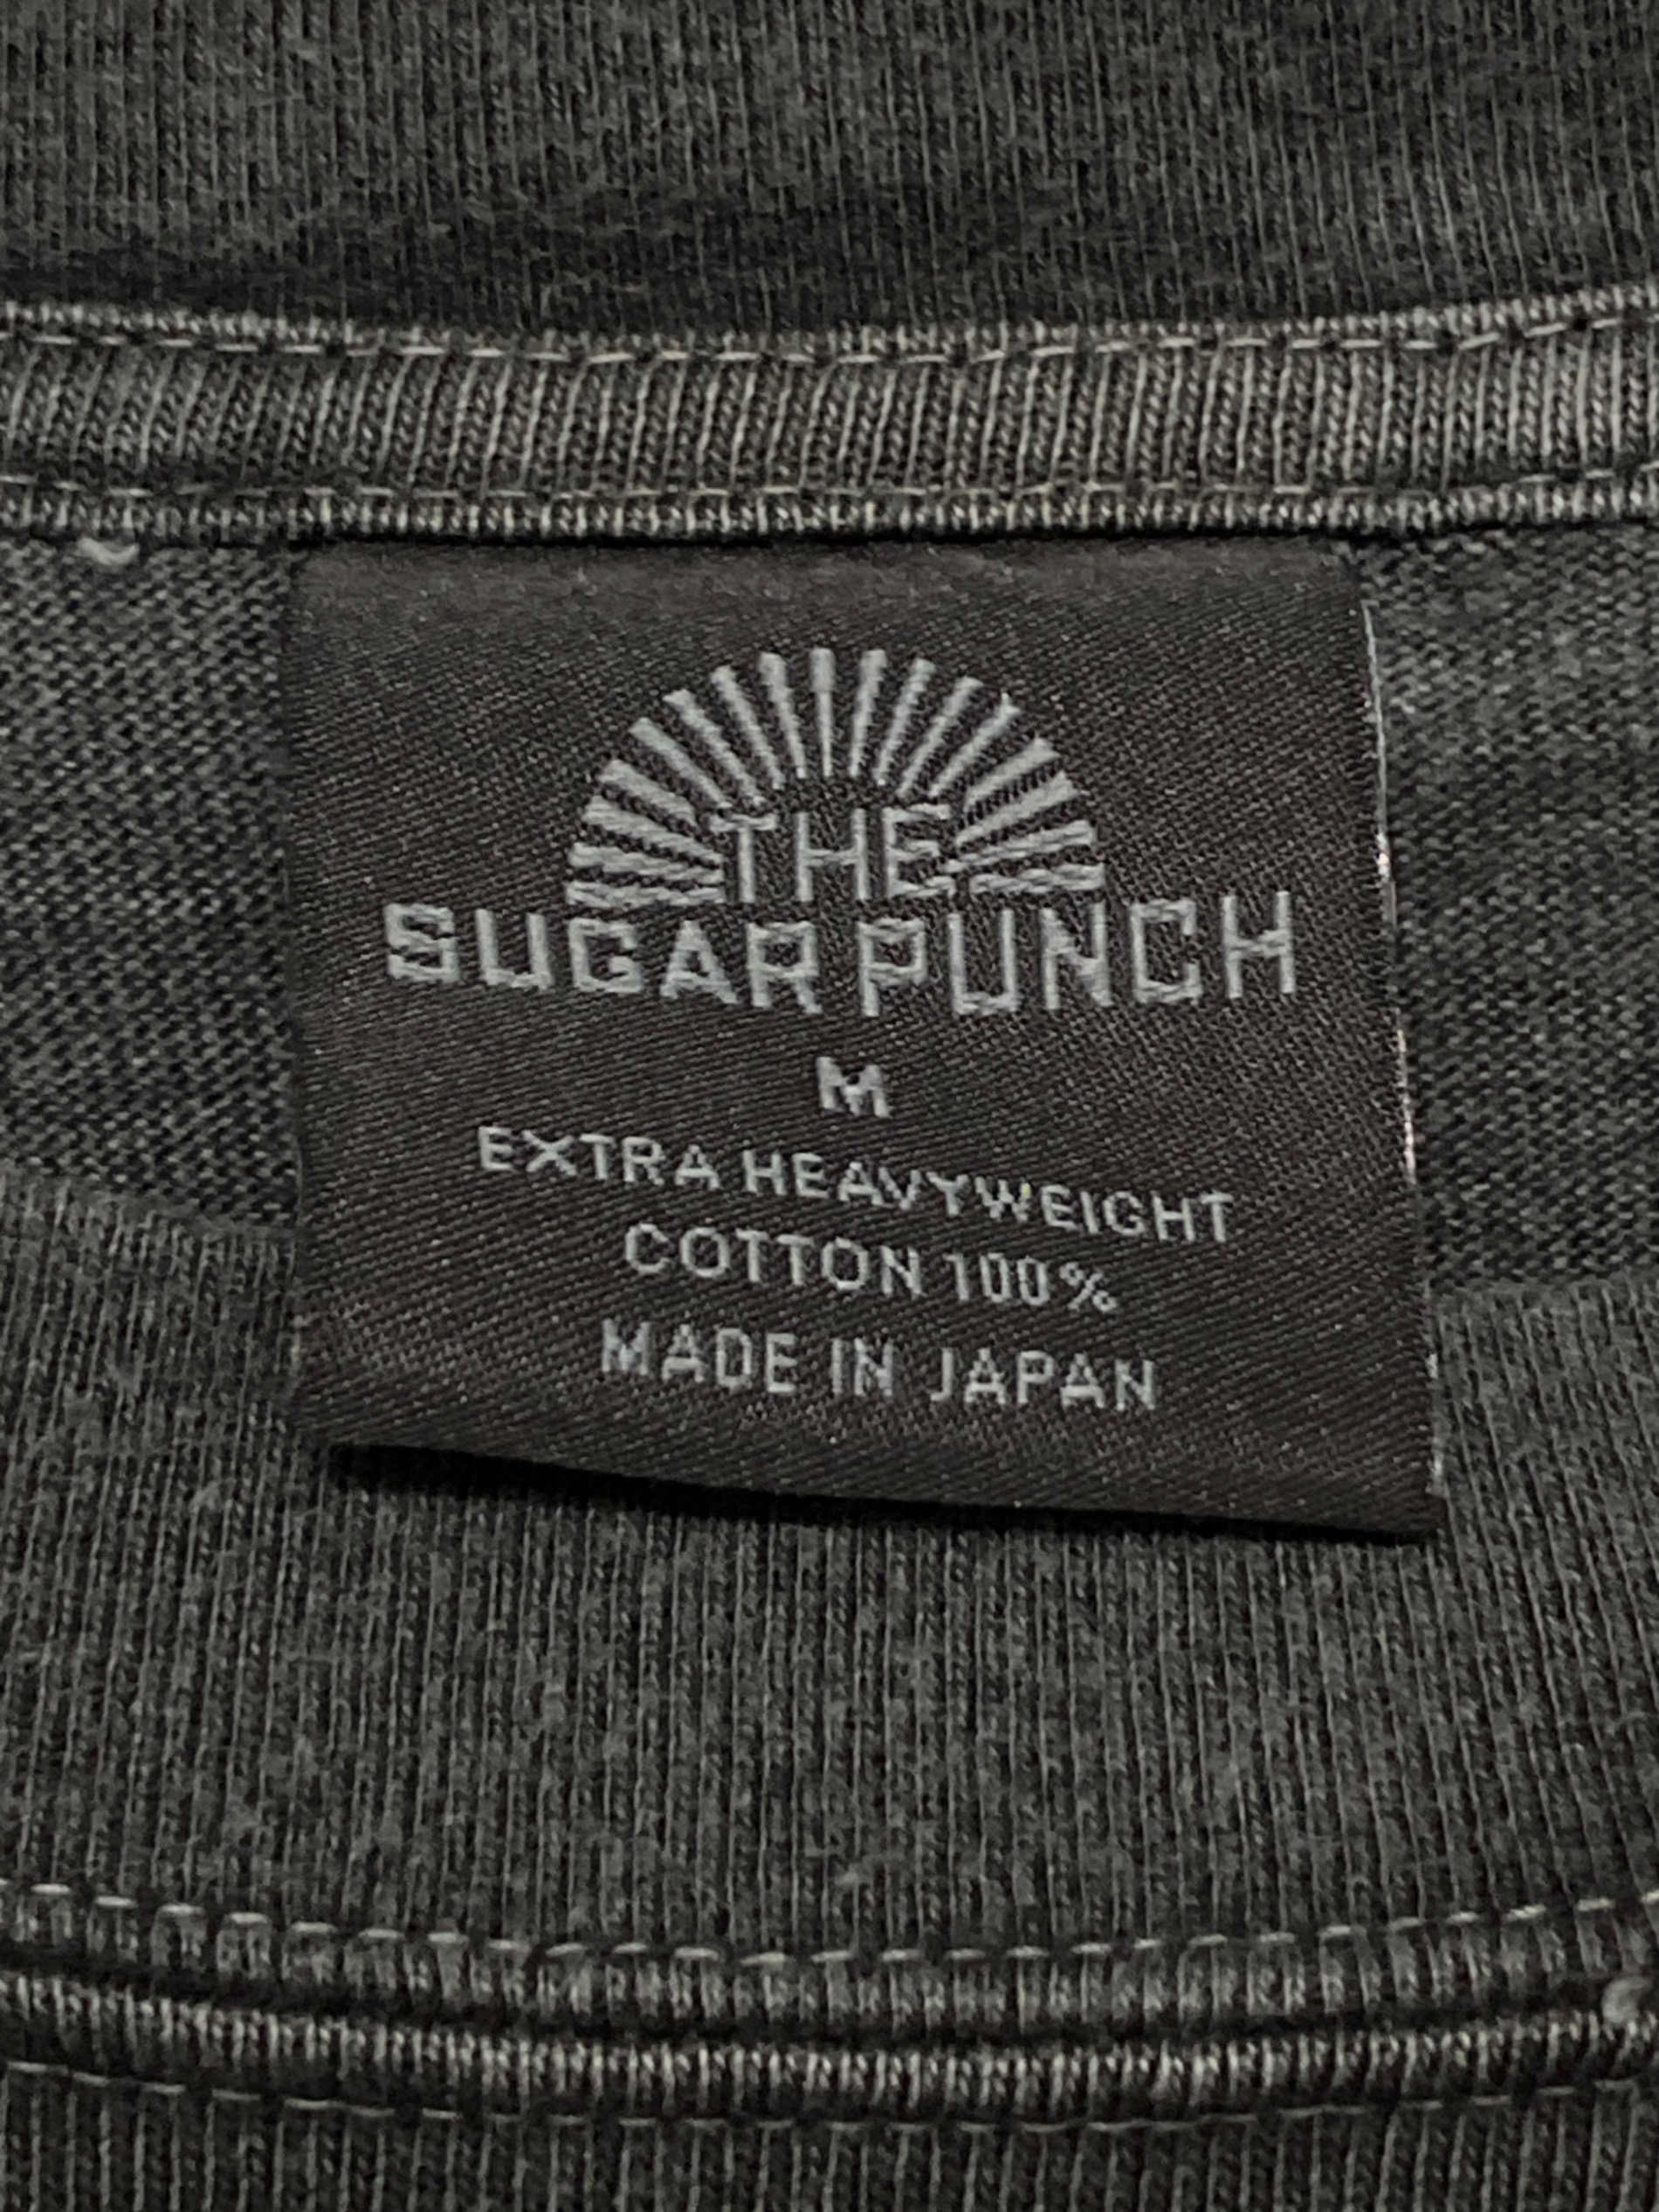 THE
SUGAR PUNCH
M
EXTRA HEAVYWEIGHT
COTTON 100%
MADE IN JAPAN